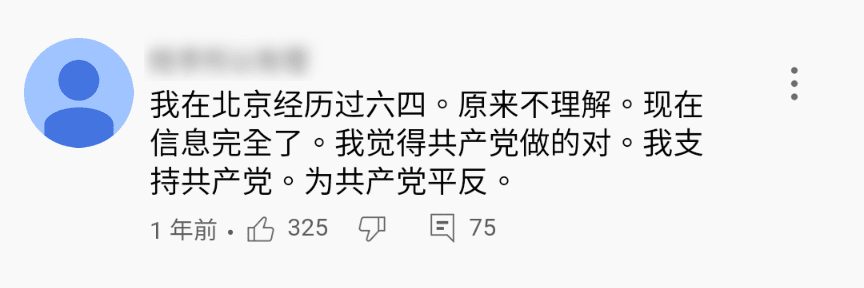 我在北京经历过六四。原来不理解。现在
信息完全了。我觉得共产党做的对。我支
持共产党。为共产党平反。
1 年前 · 325 75